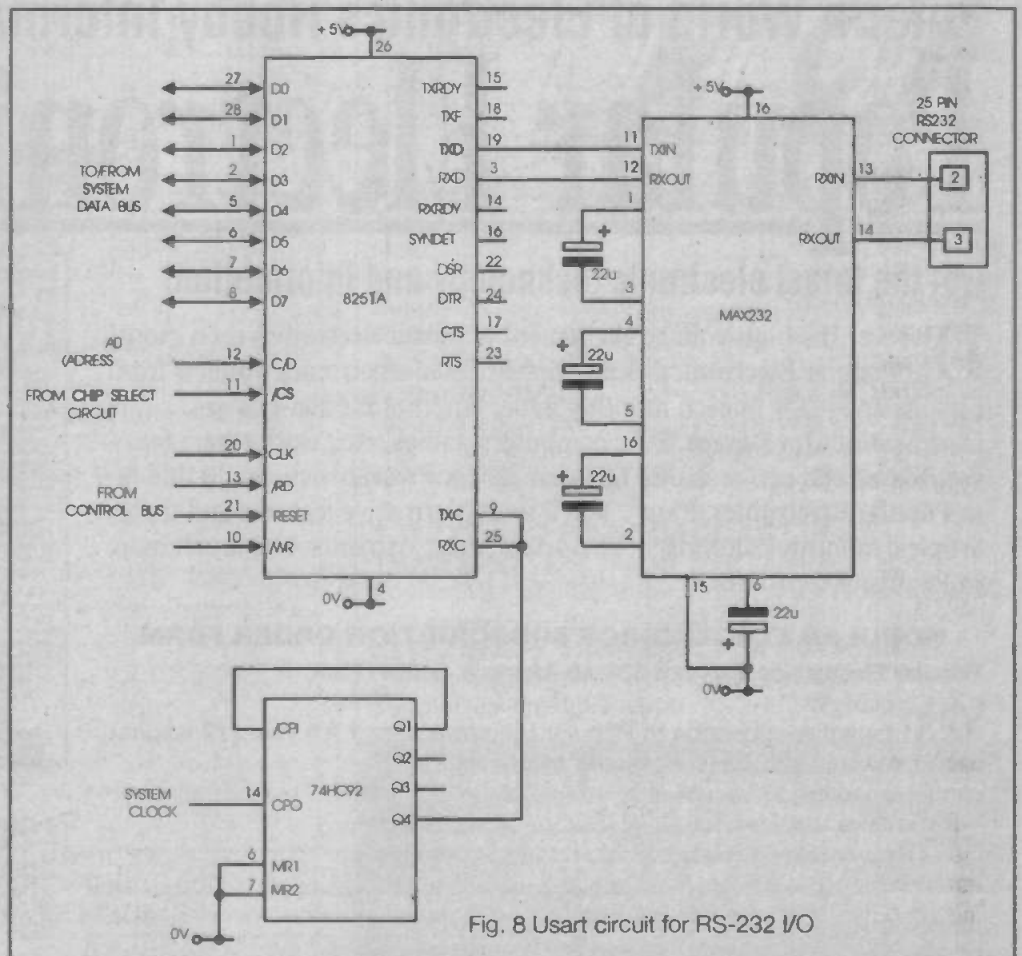 +5V
26
27 D0
28 D1
1 D2
2 D3
5 D4
6 D5
7 D6
8 D7
TO/FROM
SYSTEM
DATA BUS
8251A
A0
(ADRESS
12 C/D
FROM CHIP SELECT
CIRCUIT
11 /CS
20 CLK
13 /RD
FROM
CONTROL BUS
21 RESET
10 /WR
TXRDY 15
TXF 18
TXD 19
RXD 3
RXRDY 14
SYNDET 16
DSR 22
DTR 24
CTS 17
RTS 23
TXC 9
RXC 25
4
0V
+5V
16
11 TXIN
12 RXOUT
1
+
22u
3
4
+
22u
5
16
+
22u
2
MAX232
RXIN 13
RXOUT 14
25 PIN
RS232
CONNECTOR
2
3
15
6
22u
+
0V
/CP1
Q1
Q2
Q3
Q4
74HC92
SYSTEM
CLOCK
14 CP0
6 MR1
7 MR2
0V
Fig. 8 Usart circuit for RS-232 I/O